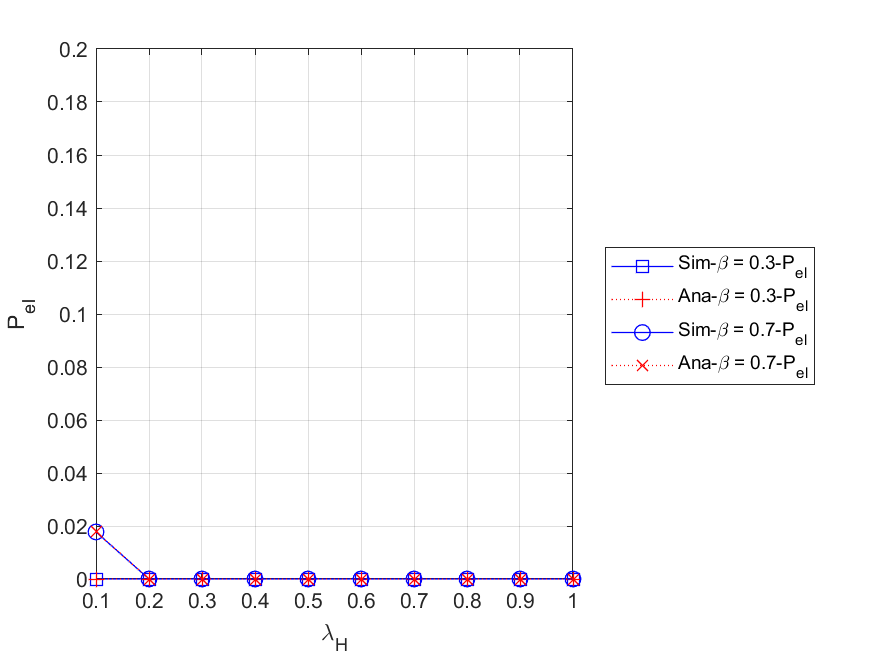 0.2
0.18
0.16
0.14
0.12
0.1
0.08
0.06
0.04
0.02
0
P_el
0.1 0.2 0.3 0.4 0.5 0.6 0.7 0.8 0.9 1
λ_H
Sim-β = 0.3-P_el
Ana-β = 0.3-P_el
Sim-β = 0.7-P_el
Ana-β = 0.7-P_el